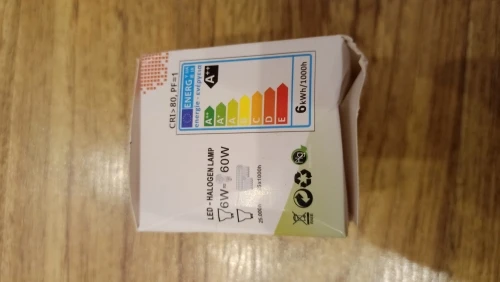 CRI>80, PF=1
ENERG
A++
A++
A+
A
B
C
D
E
6 kWh/1000h
LED - HALOGEN LAMP
6W= 60W